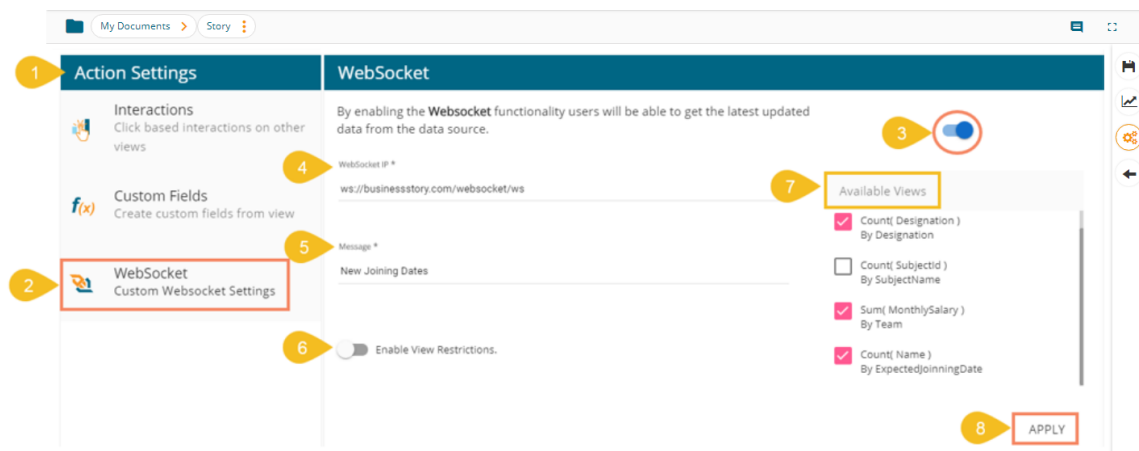 My Documents > Story
1
Action Settings
WebSocket
Interactions
Click based interactions on other
views
f(x)
Custom Fields
Create custom fields from view
2
WebSocket
Custom Websocket Settings
By enabling the Websocket functionality users will be able to get the latest updated
data from the data source.
3
4
WebSocket IP *
ws://businessstory.com/websocket/ws
5
Message *
New Joining Dates
6
Enable View Restrictions.
7
Available Views
Count( Designation )
By Designation
Count( SubjectId )
By SubjectName
Sum( MonthlySalary )
By Team
Count( Name )
By ExpectedJoinningDate
8
APPLY